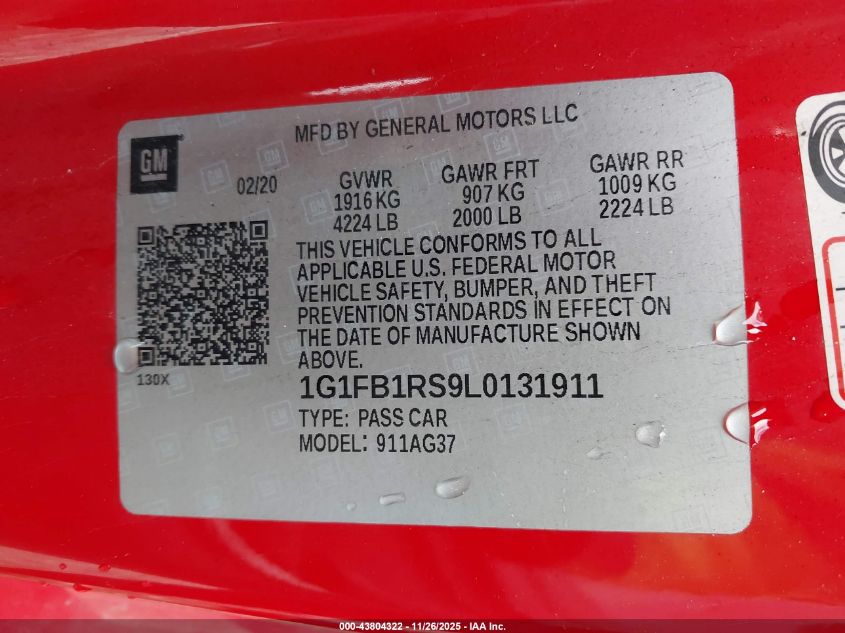 MFD BY GENERAL MOTORS LLC
GM
02/20
GVWR
1916 KG
4224 LB
GAWR FRT
907 KG
2000 LB
GAWR RR
1009 KG
2224 LB
THIS VEHICLE CONFORMS TO ALL
APPLICABLE U.S. FEDERAL MOTOR
VEHICLE SAFETY, BUMPER, AND THEFT
PREVENTION STANDARDS IN EFFECT ON
THE DATE OF MANUFACTURE SHOWN
ABOVE.
130X
1G1FB1RS9L0131911
TYPE: PASS CAR
MODEL: 911AG37
000-43804322 - 11/26/2025 - IAA Inc.